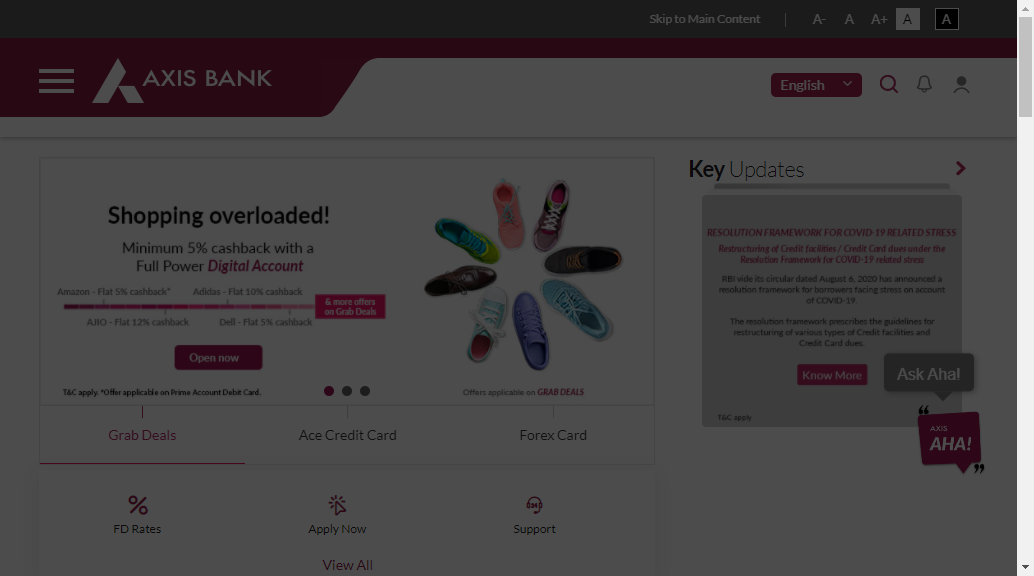 Skip to Main Content
A-
A
A+
A
A
AXIS BANK
English
Shopping overloaded!
Minimum 5% cashback with a
Full Power Digital Account
Amazon - Flat 5% cashback*
Adidas - Flat 10% cashback
AJIO - Flat 12% cashback
Dell - Flat 5% cashback
& more offers
on Grab Deals
Open now
T&C apply. *Offer applicable on Prime Account Debit Card.
Offers applicable on GRAB DEALS
Grab Deals
Ace Credit Card
Forex Card
FD Rates
Apply Now
Support
View All
Key Updates
RESOLUTION FRAMEWORK FOR COVID-19 RELATED STRESS
Restructuring of Credit facilities / Credit Card dues under the
Resolution Framework for COVID-19 related stress
RBI vide its circular dated August 6, 2020 has announced a
resolution framework for borrowers facing stress on account
of COVID-19.
The resolution framework prescribes the guidelines for
restructuring of various types of Credit facilities and
Credit Card dues.
Know More
T&C apply
Ask Aha!
AXIS
AHA!